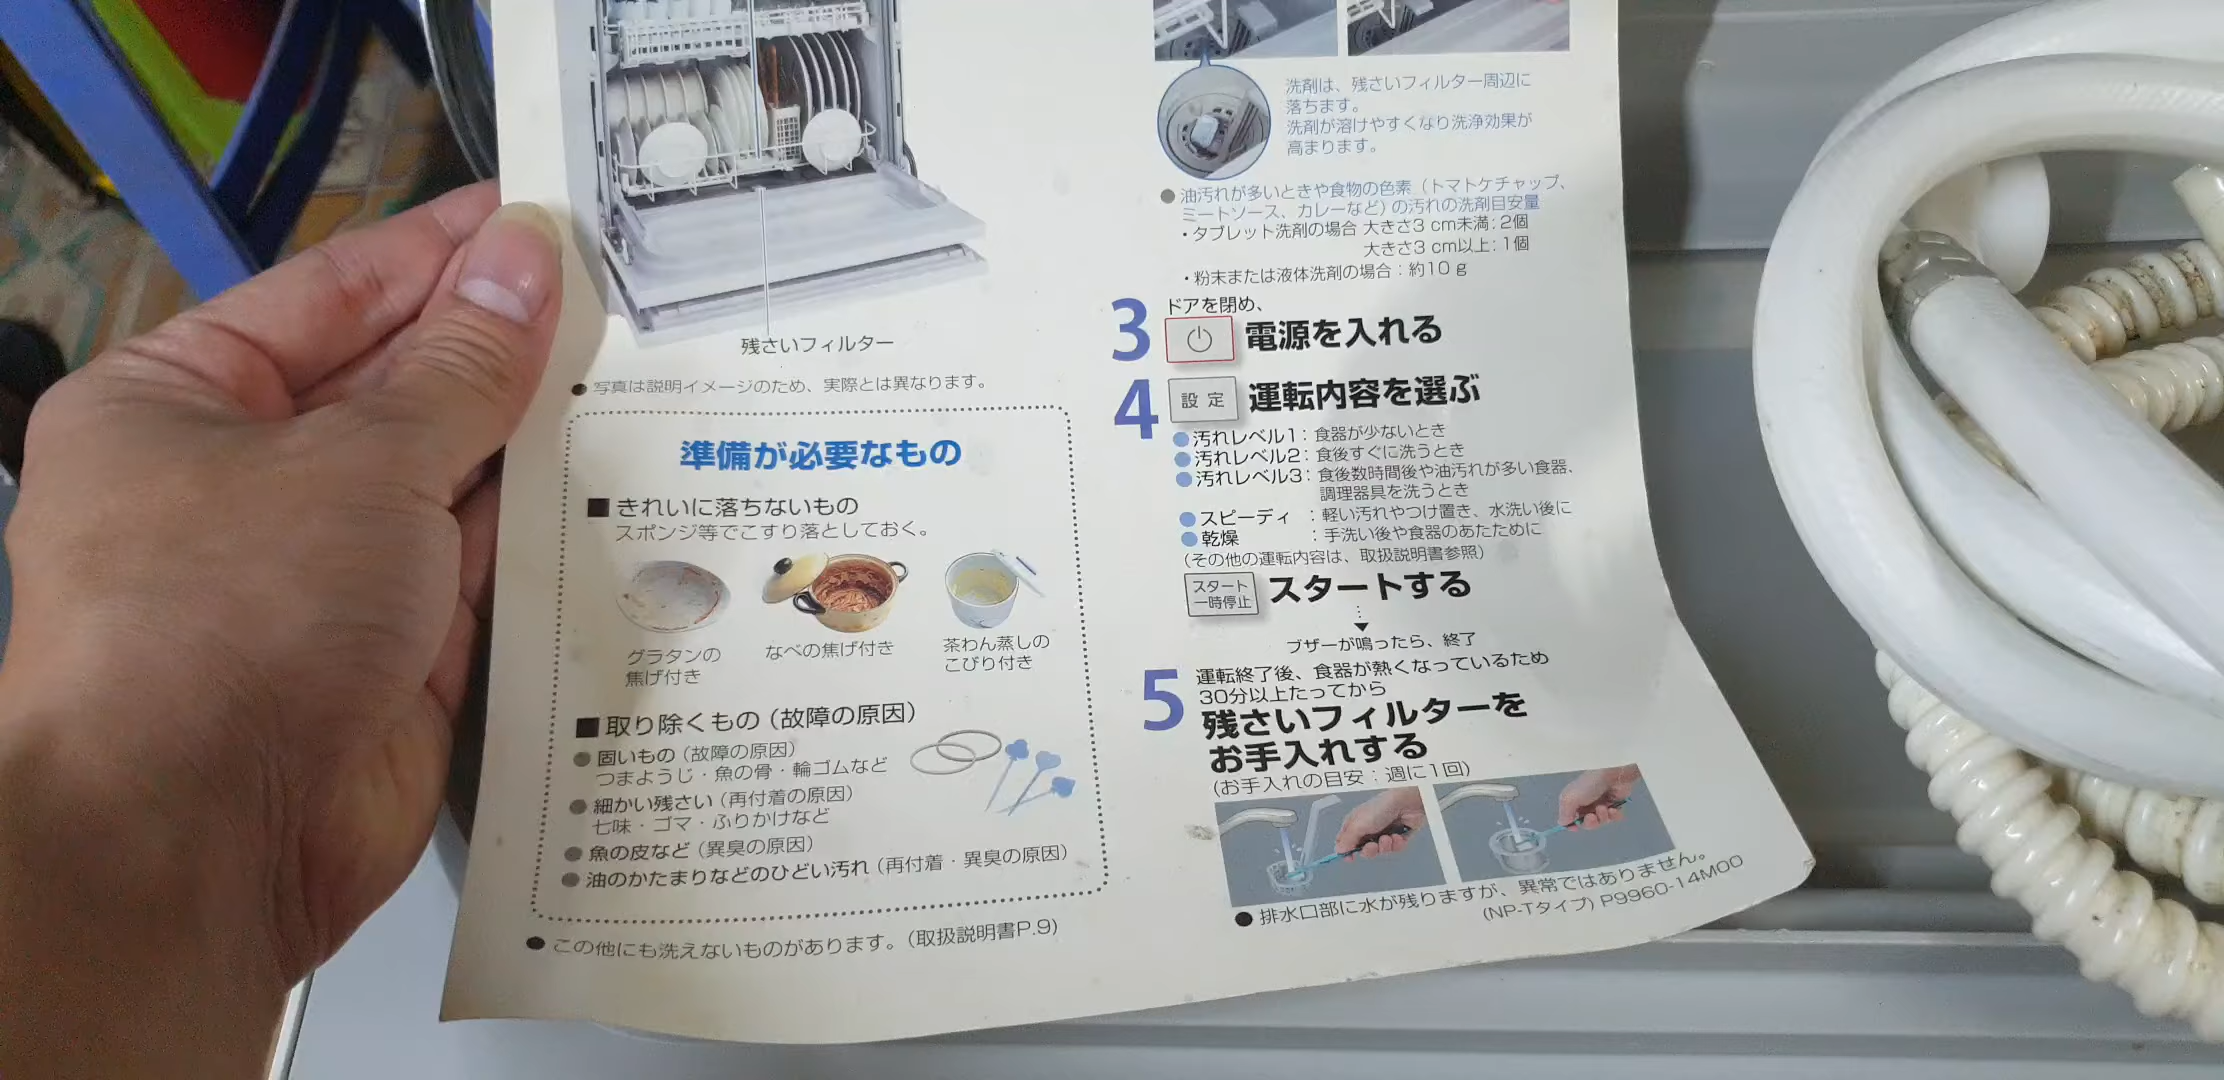 残さいフィルター
● 写真は説明イメージのため、実際とは異なります。
準備が必要なもの
■ きれいに落ちないもの
スポンジ等でこすり落としておく。
グラタンの
焦げ付き
なべの焦げ付き
茶わん蒸しの
こびり付き
■ 取り除くもの（故障の原因）
● 固いもの（故障の原因）
つまようじ・魚の骨・輪ゴムなど
● 細かい残さい（再付着の原因）
七味・ゴマ・ふりかけなど
● 魚の皮など（異臭の原因）
● 油のかたまりなどのひどい汚れ（再付着・異臭の原因）
● この他にも洗えないものがあります。（取扱説明書P.9）
洗剤は、残さいフィルター周辺に
落ちます。
洗剤が溶けやすくなり洗浄効果が
高まります。
● 油汚れが多いときや食物の色素（トマトケチャップ、
ミートソース、カレーなど）の汚れの洗剤目安量
・タブレット洗剤の場合 大きさ3 cm未満：2個
大きさ3 cm以上：1個
・粉末または液体洗剤の場合：約10 g
3 ドアを閉め、
電源を入れる
4 設定 運転内容を選ぶ
● 汚れレベル1：食器が少ないとき
● 汚れレベル2：食後すぐに洗うとき
● 汚れレベル3：食後数時間後や油汚れが多い食器、
調理器具を洗うとき
● スピーディ ：軽い汚れやつけ置き、水洗い後に
● 乾燥 ：手洗い後や食器のあたために
（その他の運転内容は、取扱説明書参照）
スタート
一時停止
スタートする
ブザーが鳴ったら、終了
5 運転終了後、食器が熱くなっているため
30分以上たってから
残さいフィルターを
お手入れする
（お手入れの目安：週に1回）
● 排水口部に水が残りますが、異常ではありません。
（NP-Tタイプ）P9960-14M00